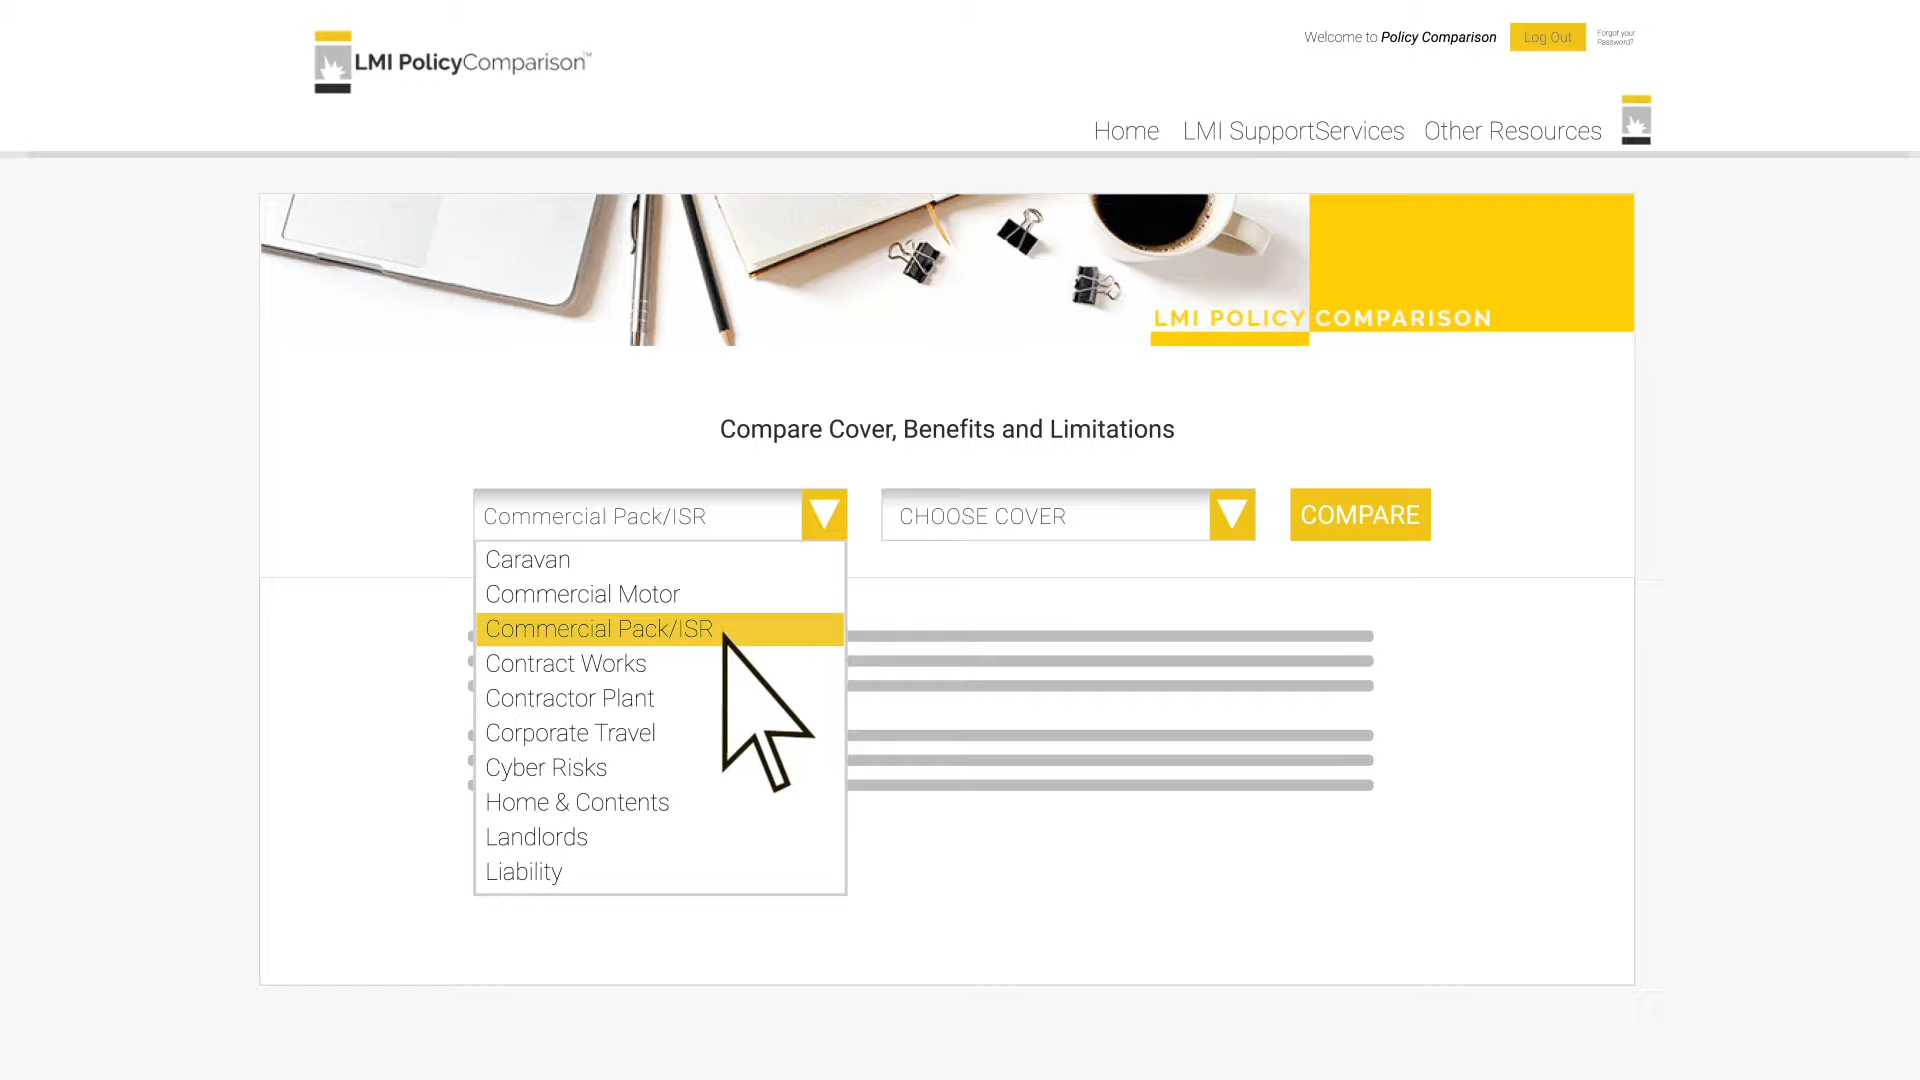 LMI PolicyComparison™
Welcome to Policy Comparison
Log Out
Forgot your
Password?
Home
LMI SupportServices
Other Resources
LMI POLICY COMPARISON
Compare Cover, Benefits and Limitations
Commercial Pack/ISR
CHOOSE COVER
COMPARE
Caravan
Commercial Motor
Commercial Pack/ISR
Contract Works
Contractor Plant
Corporate Travel
Cyber Risks
Home & Contents
Landlords
Liability